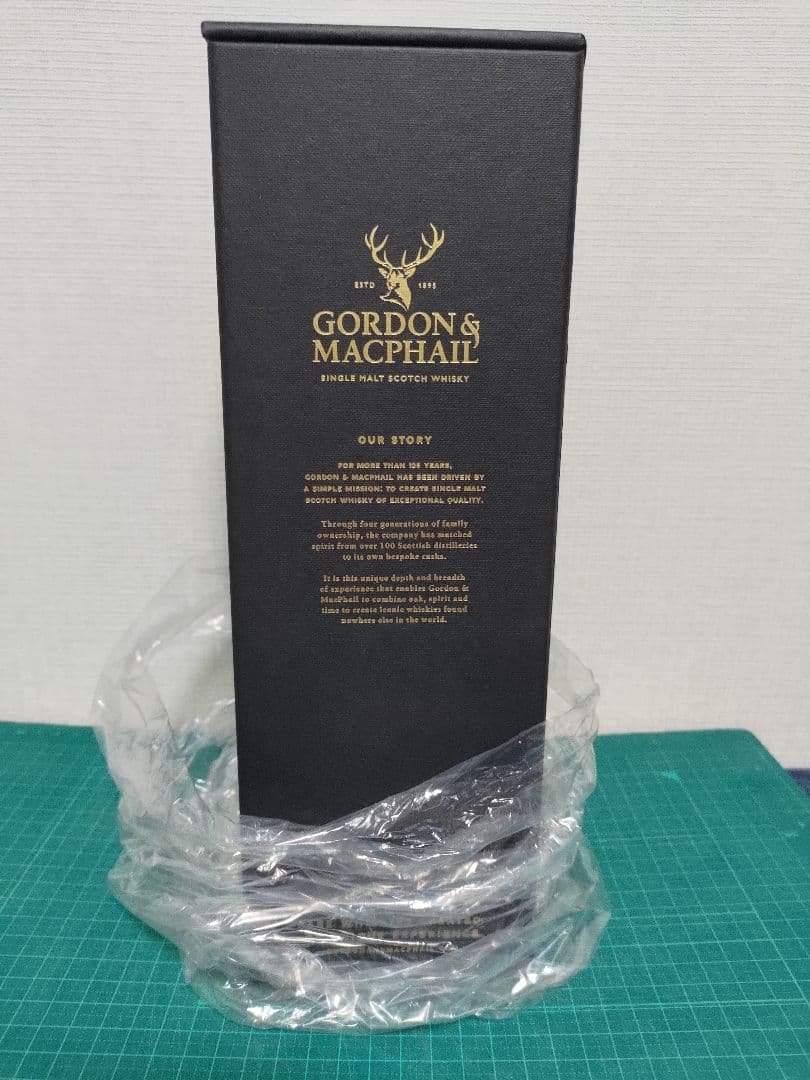 ESTD 1895
GORDON &
MACPHAIL
SINGLE MALT SCOTCH WHISKY
OUR STORY
FOR MORE THAN 125 YEARS,
GORDON & MACPHAIL HAS BEEN DRIVEN BY
A SIMPLE MISSION: TO CREATE SINGLE MALT
SCOTCH WHISKY OF EXCEPTIONAL QUALITY.
Through four generations of family
ownership, the company has matched
spirit from over 100 Scottish distilleries
to its own bespoke casks.
It is this unique depth and breadth
of experience that enables Gordon &
MacPhail to combine oak, spirit and
time to create iconic whiskies found
nowhere else in the world.
EXPERIENCE